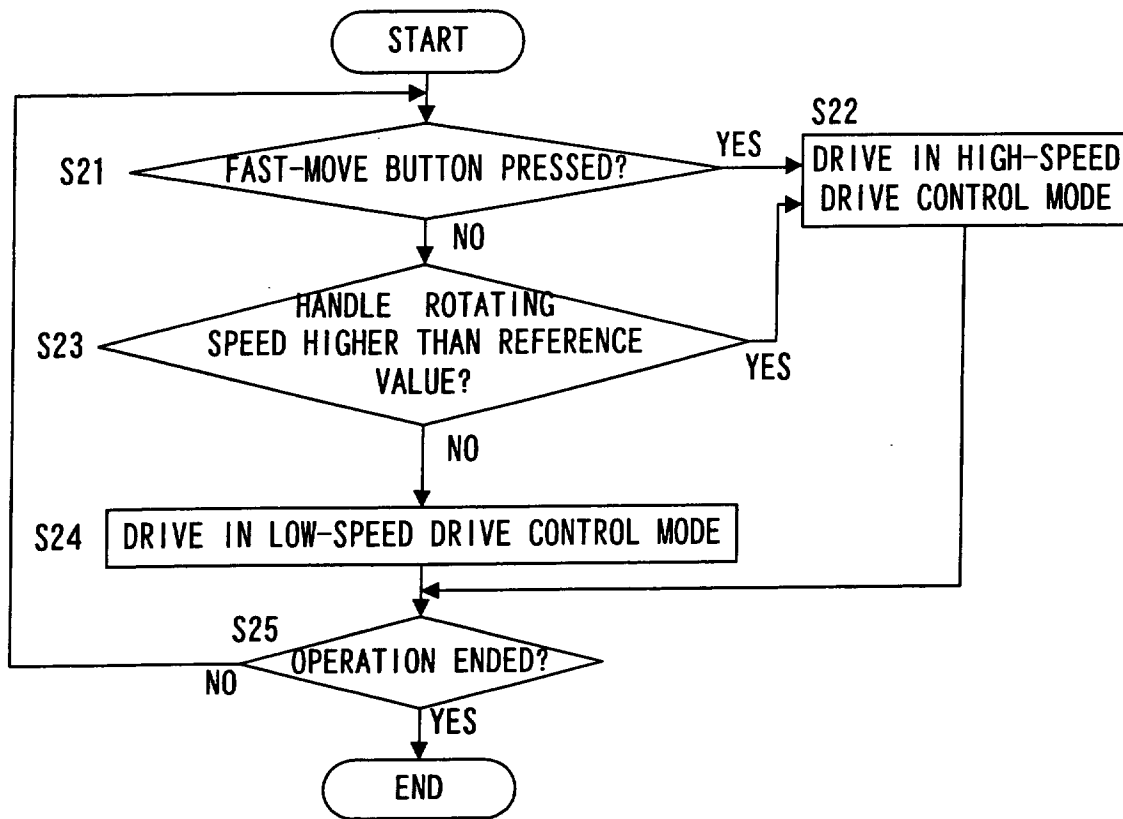 START
S21
FAST-MOVE BUTTON PRESSED?
YES
S22
DRIVE IN HIGH-SPEED
DRIVE CONTROL MODE
NO
S23
HANDLE ROTATING
SPEED HIGHER THAN REFERENCE
VALUE?
YES
NO
S24
DRIVE IN LOW-SPEED DRIVE CONTROL MODE
S25
OPERATION ENDED?
NO
YES
END